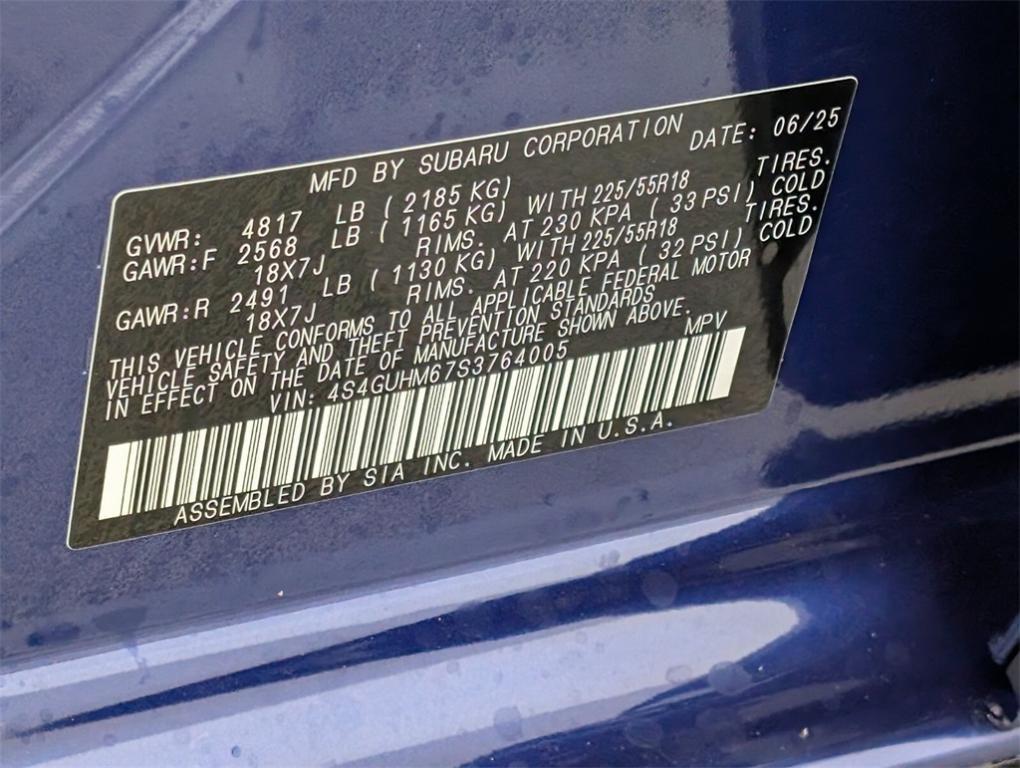 MFD BY SUBARU CORPORATION DATE: 06/25
GVWR: 4817 LB ( 2185 KG)
GAWR:F 2568 LB ( 1165 KG) WITH 225/55R18 TIRES.
18X7J RIMS. AT 230 KPA ( 33 PSI) COLD
GAWR:R 2491 LB ( 1130 KG) WITH 225/55R18 TIRES.
18X7J RIMS. AT 220 KPA ( 32 PSI) COLD
THIS VEHICLE CONFORMS TO ALL APPLICABLE FEDERAL MOTOR
VEHICLE SAFETY AND THEFT PREVENTION STANDARDS
IN EFFECT ON THE DATE OF MANUFACTURE SHOWN ABOVE.
VIN: 4S4GUHM67S3764005 MPV
ASSEMBLED BY SIA INC. MADE IN U.S.A.